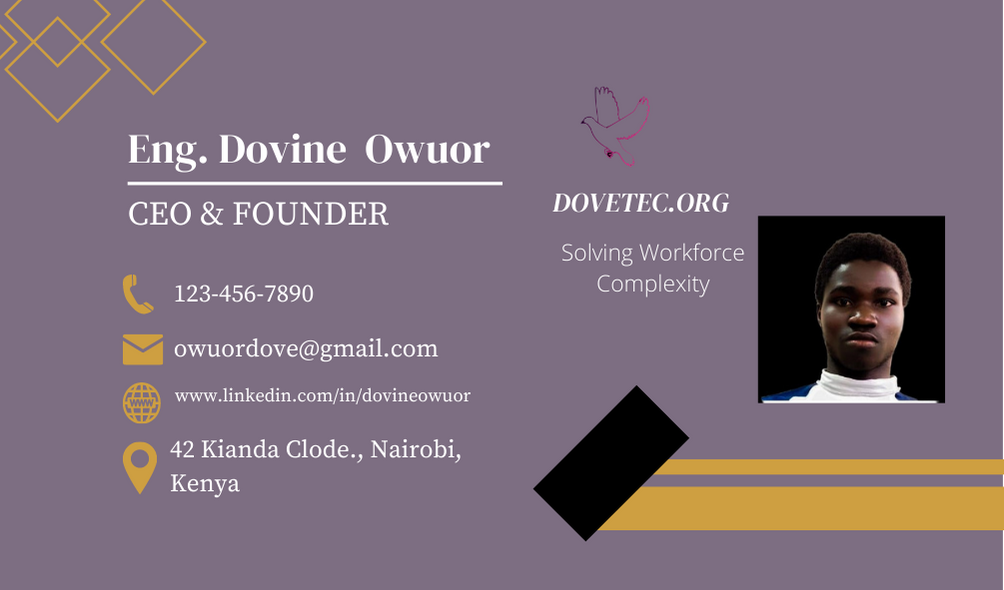 Eng. Dovine Owuor
CEO & FOUNDER
123-456-7890
owuordove@gmail.com
WWW
www.linkedin.com/in/dovineowuor
42 Kianda Clode., Nairobi,
Kenya
DOVETEC.ORG
Solving Workforce
Complexity